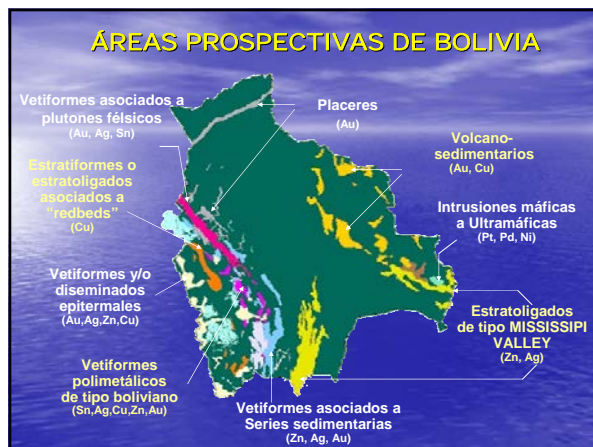 ÁREAS PROSPECTIVAS DE BOLIVIA
Vetiformes asociados a
plutones félsicos
(Au, Ag, Sn)
Placeres
(Au)
Volcano-
sedimentarios
(Au, Cu)
Estratiformes o
estratoligados
asociados a
“redbeds”
(Cu)
Intrusiones máficas
a Ultramáficas
(Pt, Pd, Ni)
Vetiformes y/o
diseminados
epitermales
(Au,Ag,Zn,Cu)
Estratoligados
de tipo MISSISSIPI
VALLEY
(Zn, Ag)
Vetiformes
polimetálicos
de tipo boliviano
(Sn,Ag,Cu,Zn,Au)
Vetiformes asociados a
Series sedimentarias
(Zn, Ag, Au)